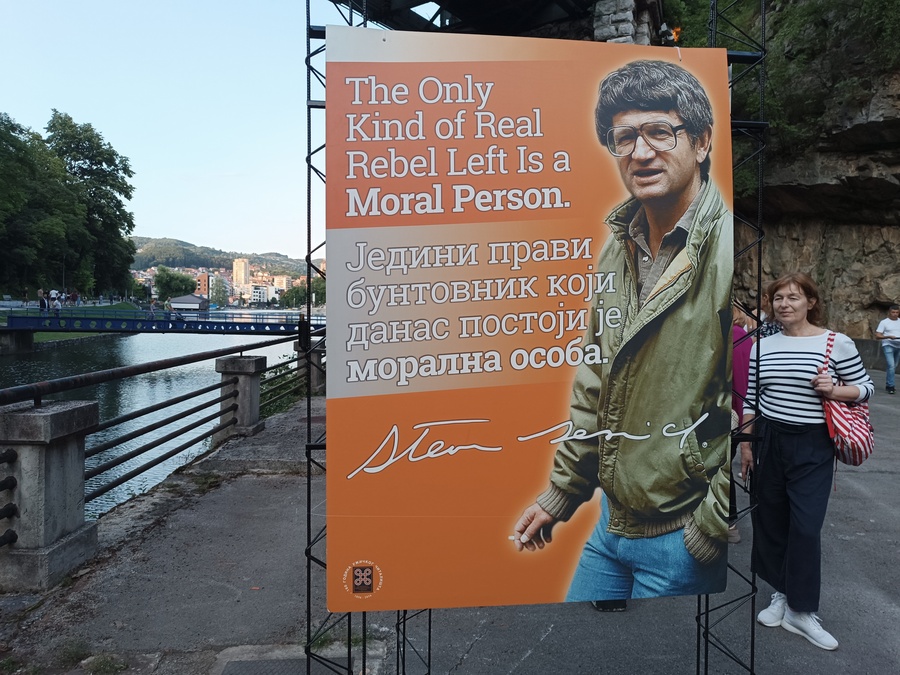 The Only
Kind of Real
Rebel Left Is a
Moral Person.
Једини прави
бунтовник који
данас постоји је
морална особа.